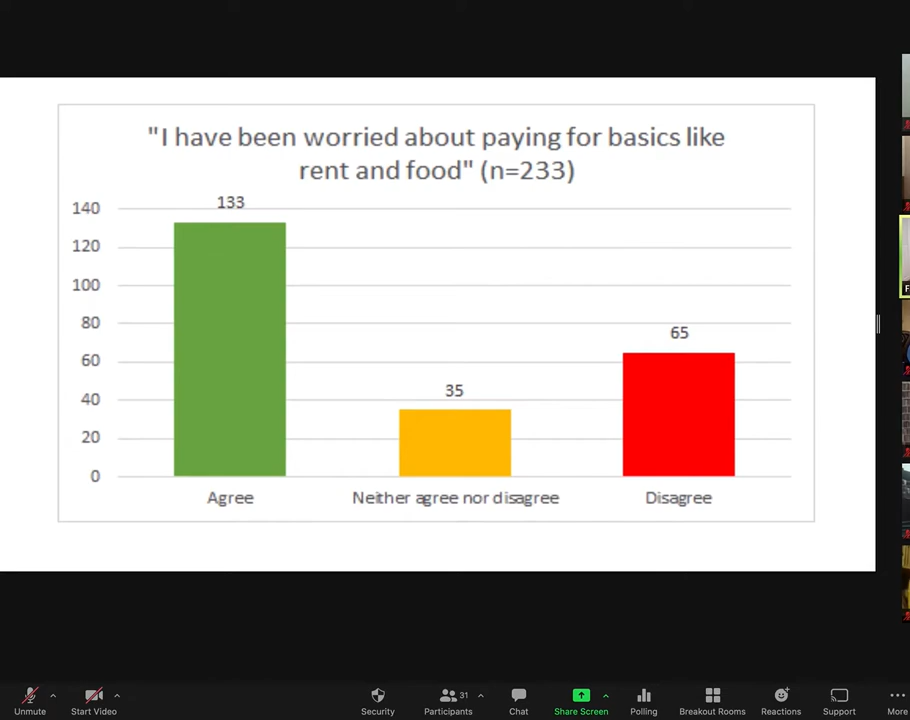 "I have been worried about paying for basics like
rent and food" (n=233)
140
120
100
80
60
40
20
0
133
35
65
Agree
Neither agree nor disagree
Disagree
F
Unmute
Start Video
Security
Participants
31
Chat
Share Screen
Polling
Breakout Rooms
Reactions
Support
More